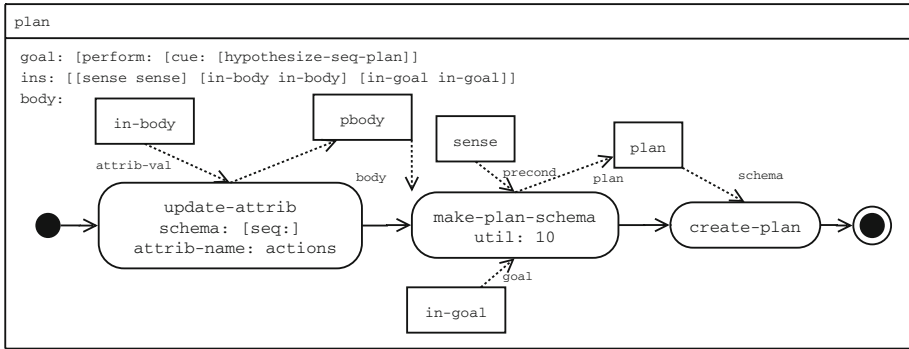 plan
goal: [perform: [cue: [hypothesize-seq-plan]]
ins: [[sense sense] [in-body in-body] [in-goal in-goal]]
body:
in-body
pbody
sense
plan
attrib-val
body
precond
plan
schema
update-attrib
schema: [seq:]
attrib-name: actions
make-plan-schema
util: 10
create-plan
goal
in-goal